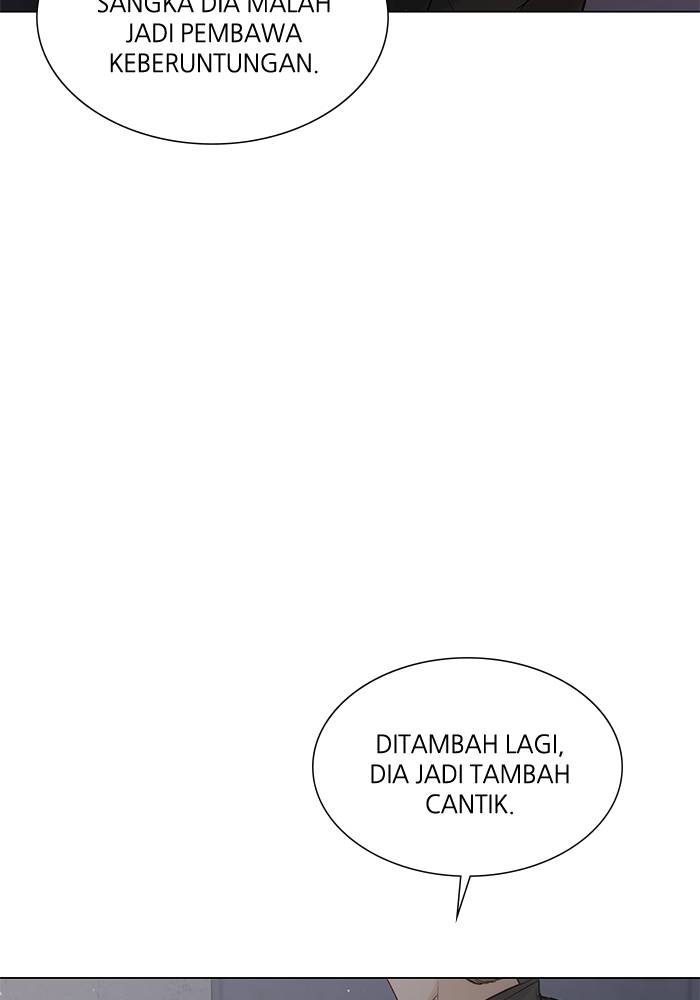 SANGKA DIA MALAH
JADI PEMBAWA
KEBERUNTUNGAN.
DITAMBAH LAGI,
DIA JADI TAMBAH
CANTIK.